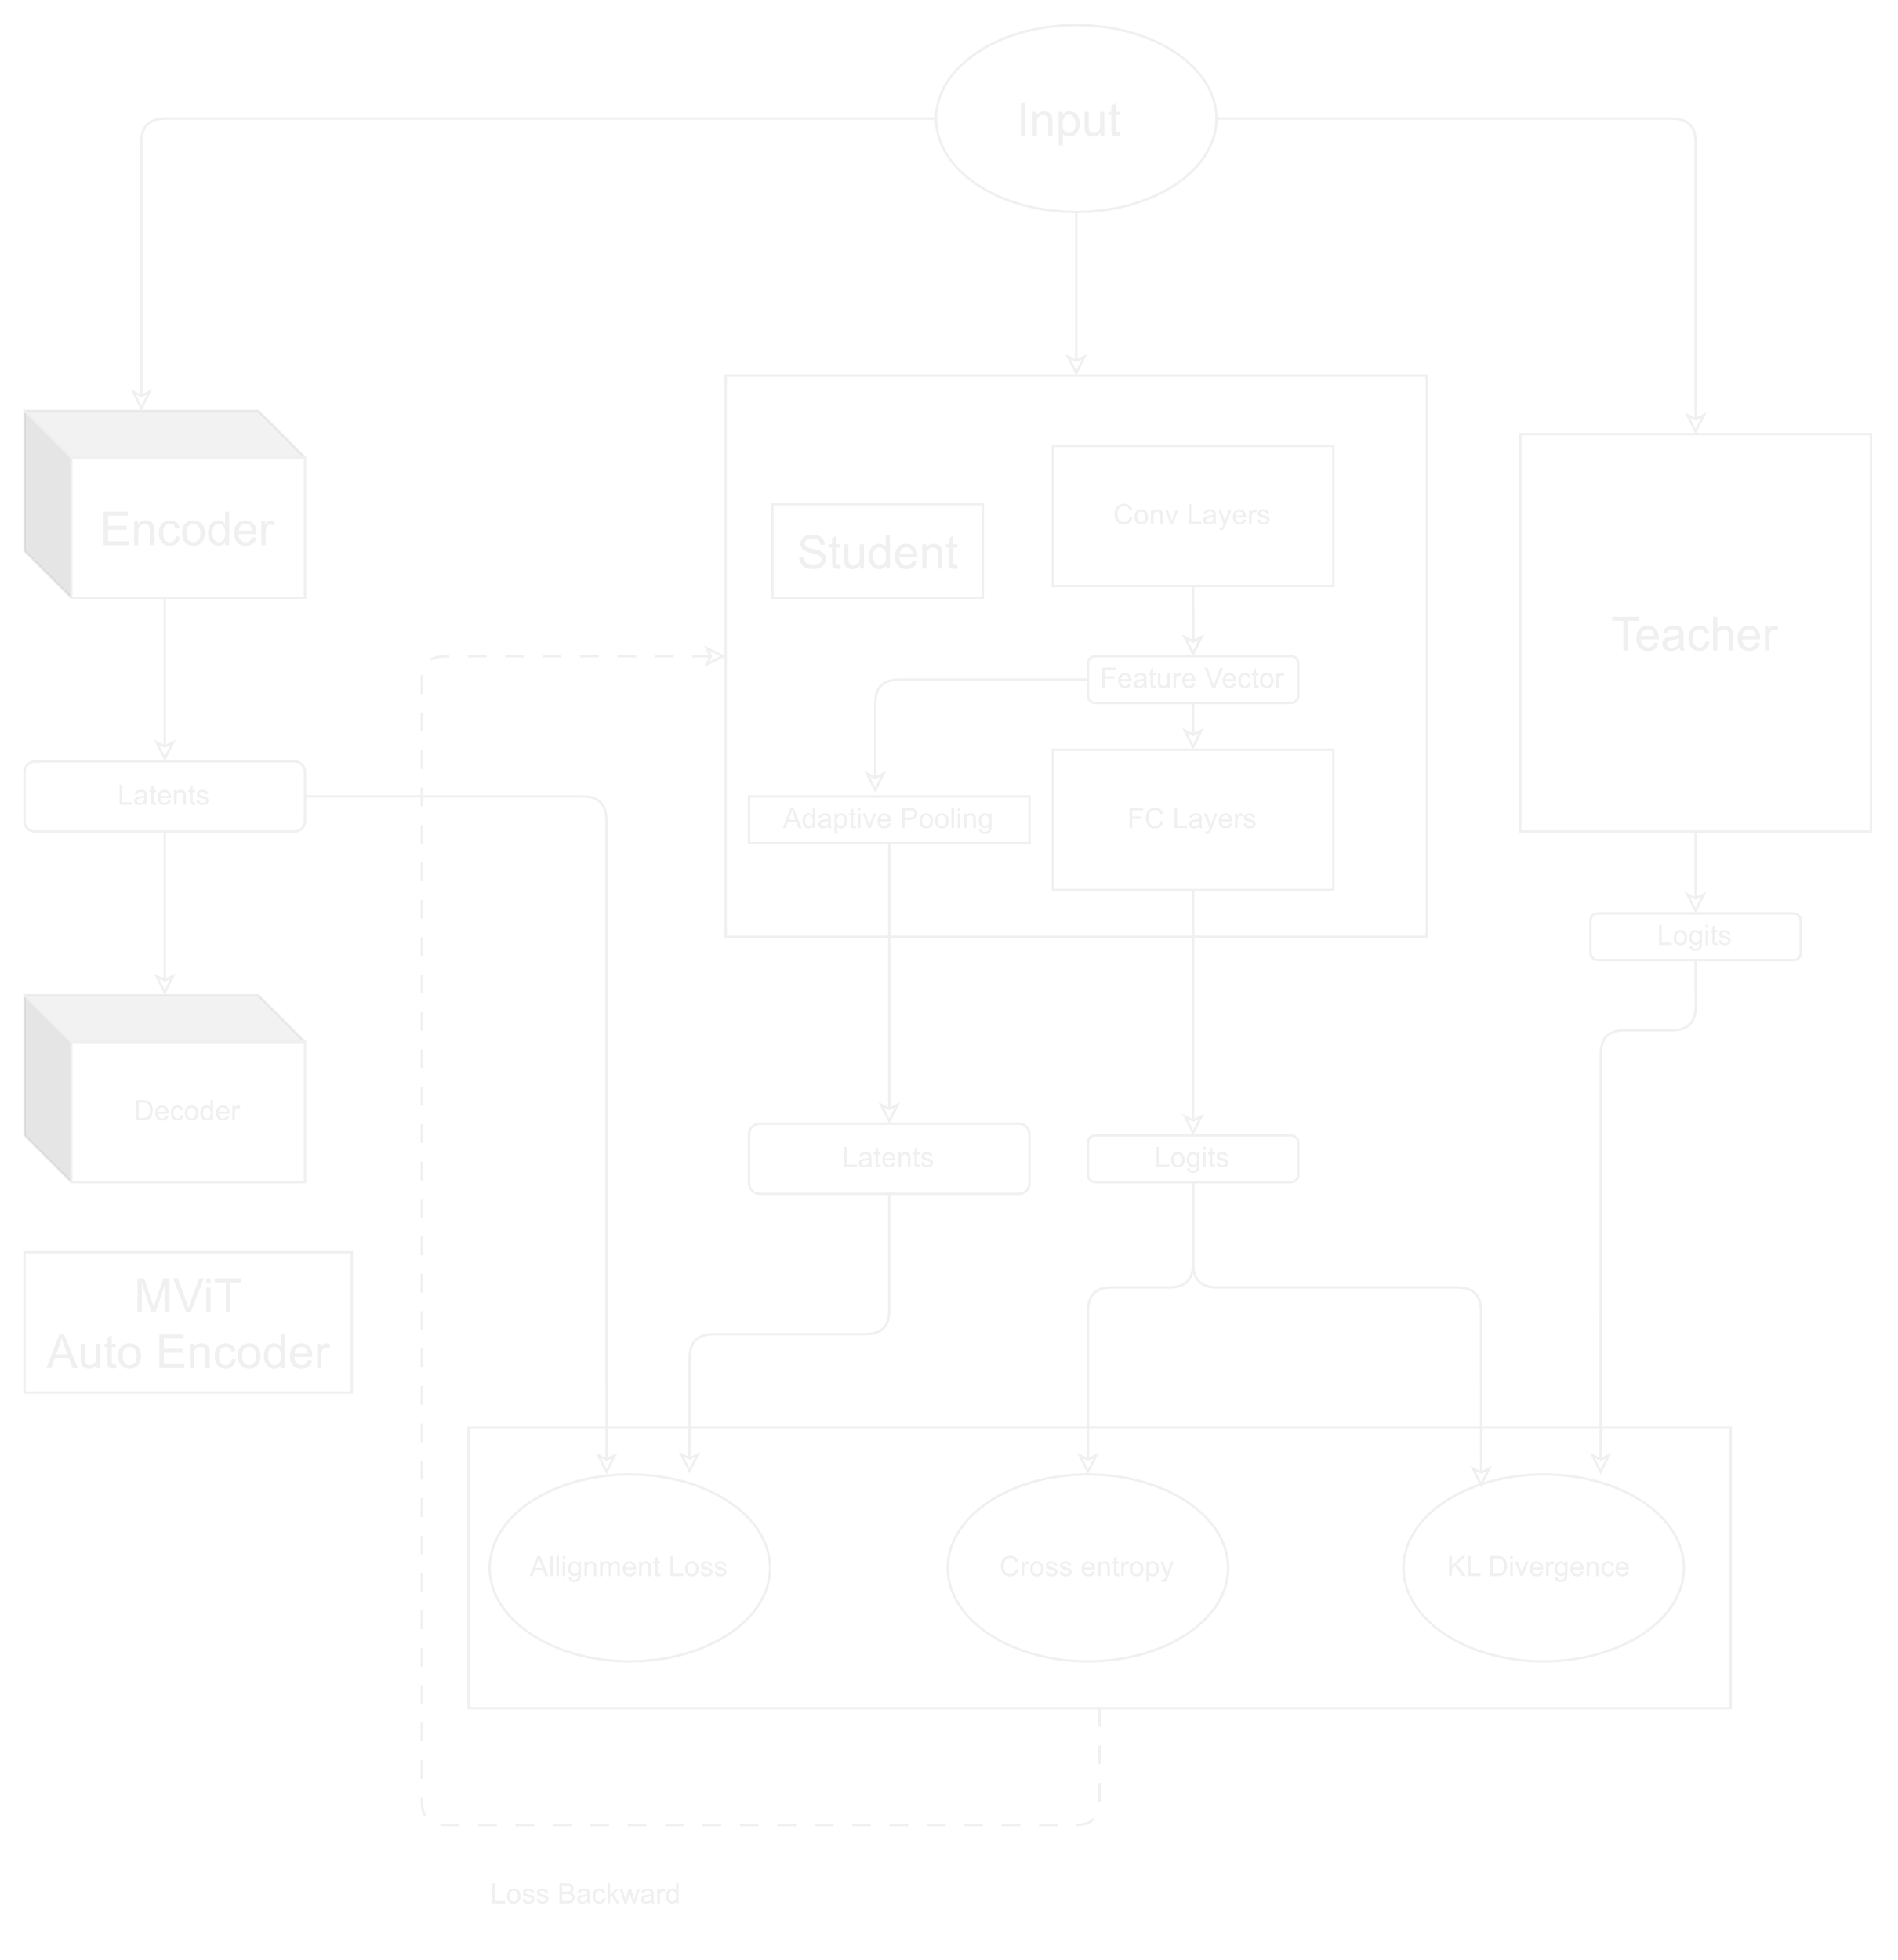 Input
Encoder
Conv Layers
Student
Teacher
Feature Vector
Latents
Adaptive Pooling
FC Layers
Logits
Decoder
Latents
Logits
MViT
Auto Encoder
Allignment Loss
Cross entropy
KL Divergence
Loss Backward